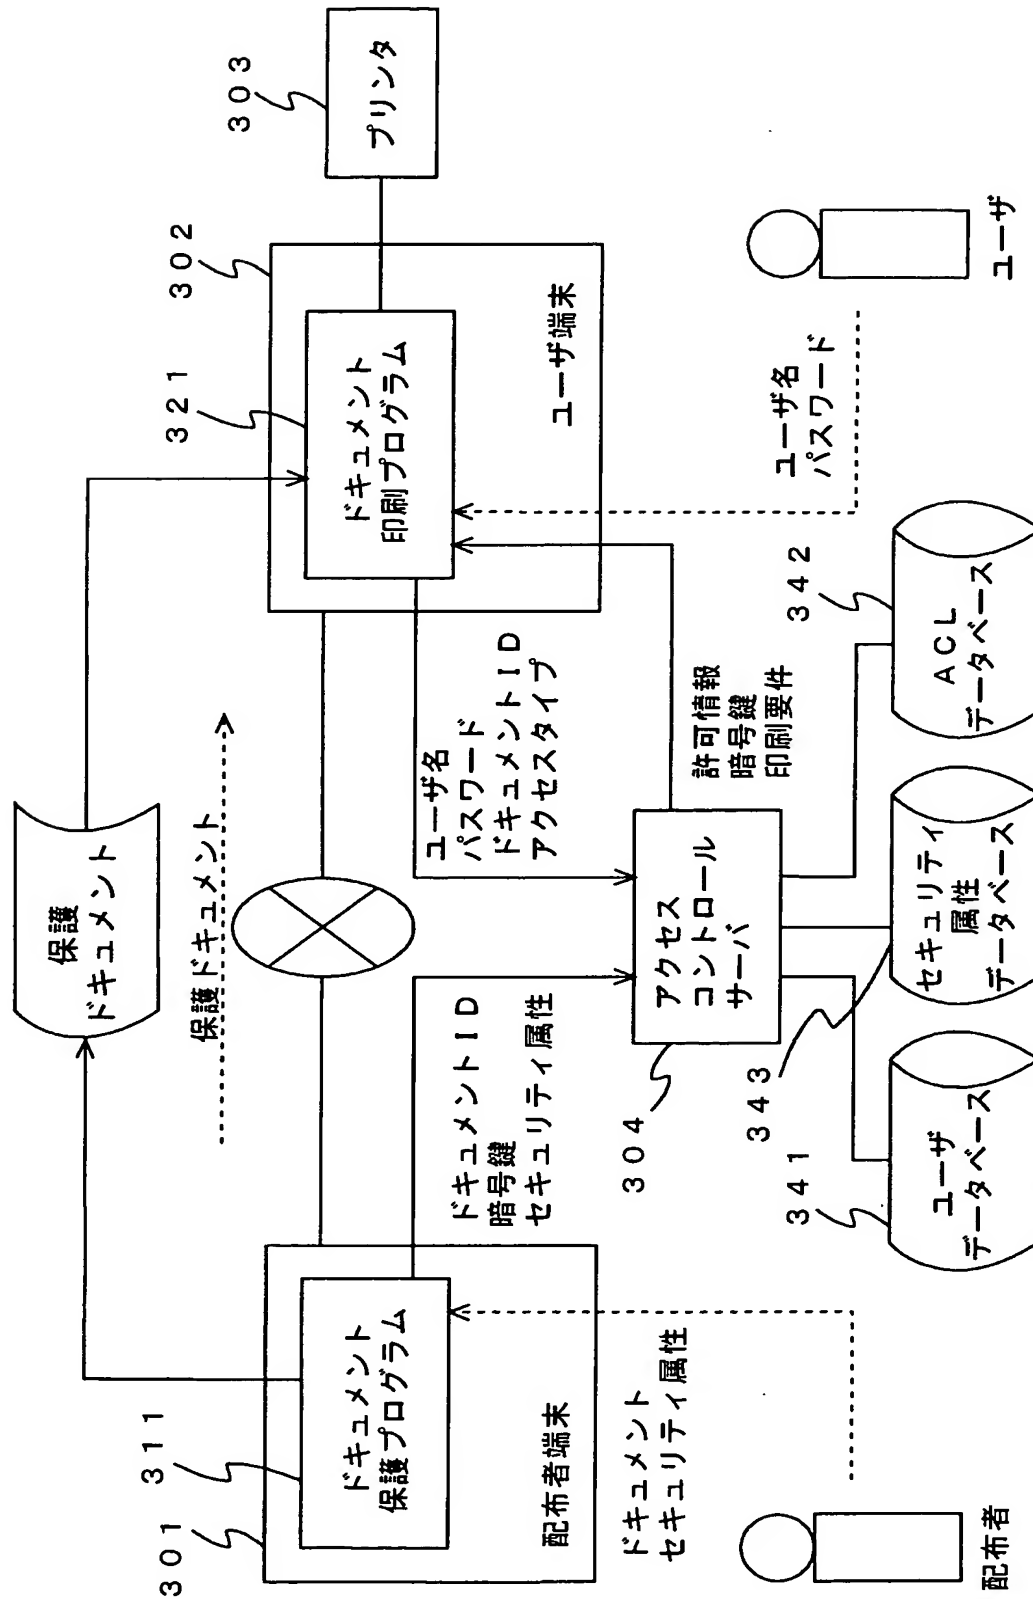 保護
ドキュメント
保護ドキュメント
301
311
ドキュメント
保護プログラム
配布者端末
302
321
ドキュメント
印刷プログラム
ユーザ端末
303
プリンタ
ドキュメントID
暗号鍵
セキュリティ属性
ユーザ名
パスワード
ドキュメントID
アクセスタイプ
ドキュメント
セキュリティ属性
304
アクセス
コントロール
サーバ
許可情報
暗号鍵
印刷要件
ユーザ名
パスワード
配布者
341
ユーザ
データベース
343
セキュリティ
属性
データベース
342
ACL
データベース
ユーザ